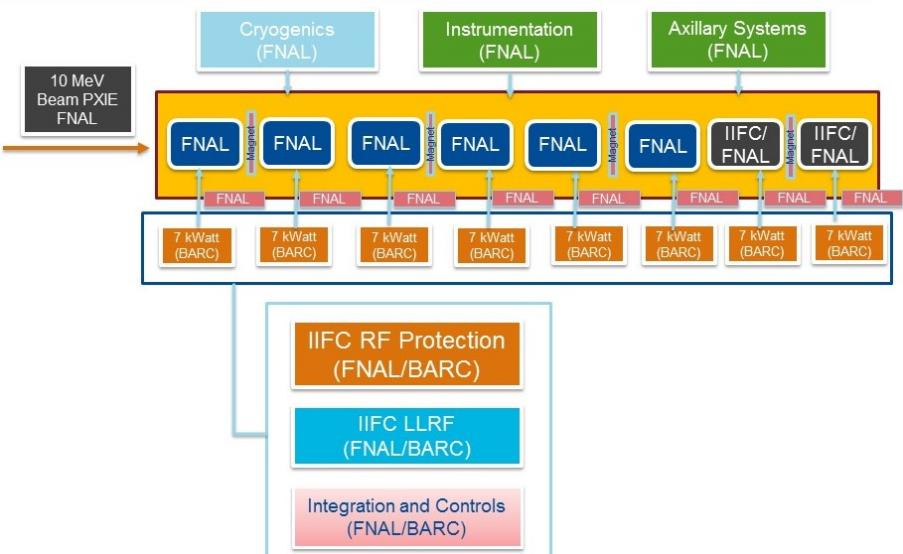 Cryogenics
(FNAL)
Instrumentation
(FNAL)
Axillary Systems
(FNAL)
10 MeV
Beam PXIE
FNAL
FNAL
Magnet
FNAL
FNAL
Magnet
FNAL
FNAL
Magnet
FNAL
IIFC/
FNAL
Magnet
IIFC/
FNAL
FNAL
FNAL
FNAL
FNAL
FNAL
FNAL
FNAL
FNAL
7 kWatt
(BARC)
7 kWatt
(BARC)
7 kWatt
(BARC)
7 kWatt
(BARC)
7 kWatt
(BARC)
7 kWatt
(BARC)
7 kWatt
(BARC)
7 kWatt
(BARC)
IIFC RF Protection
(FNAL/BARC)
IIFC LLRF
(FNAL/BARC)
Integration and Controls
(FNAL/BARC)